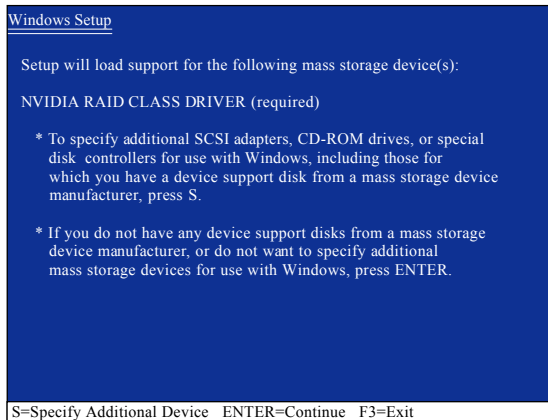 Windows Setup
Setup will load support for the following mass storage device(s):
NVIDIA RAID CLASS DRIVER (required)
* To specify additional SCSI adapters, CD-ROM drives, or special
disk controllers for use with Windows, including those for
which you have a device support disk from a mass storage device
manufacturer, press S.
* If you do not have any device support disks from a mass storage
device manufacturer, or do not want to specify additional
mass storage devices for use with Windows, press ENTER.
S=Specify Additional Device ENTER=Continue F3=Exit